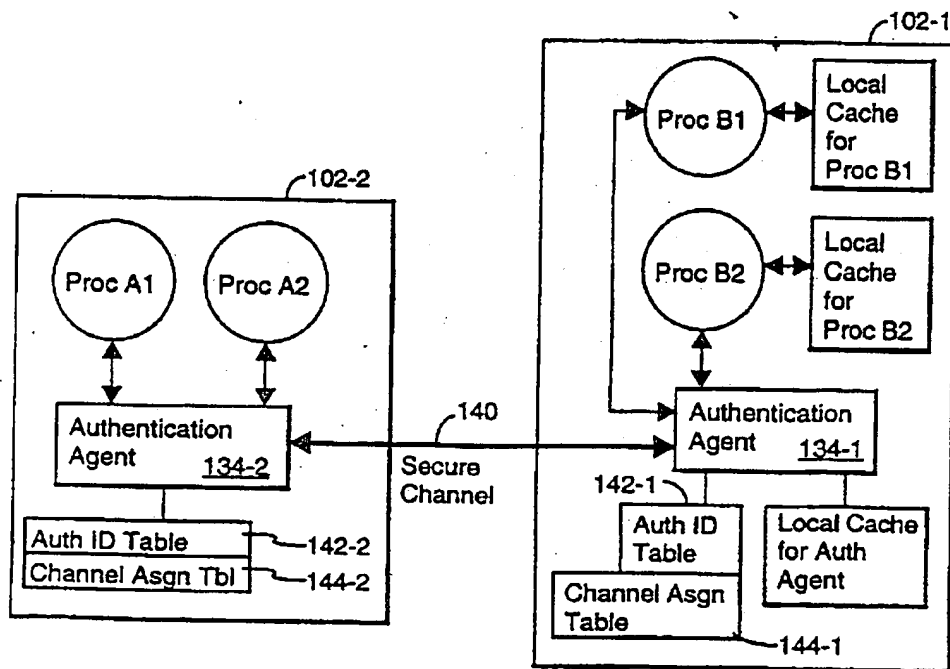 102-1
Proc B1
Local
Cache
for
Proc B1
102-2
Proc A1
Proc A2
Proc B2
Local
Cache
for
Proc B2
140
Authentication
Agent
134-2
Secure
Channel
Authentication
Agent
134-1
142-1
Auth ID Table
142-2
Channel Asgn Tbl
144-2
Auth ID
Table
Local Cache
for Auth
Agent
Channel Asgn
Table
144-1